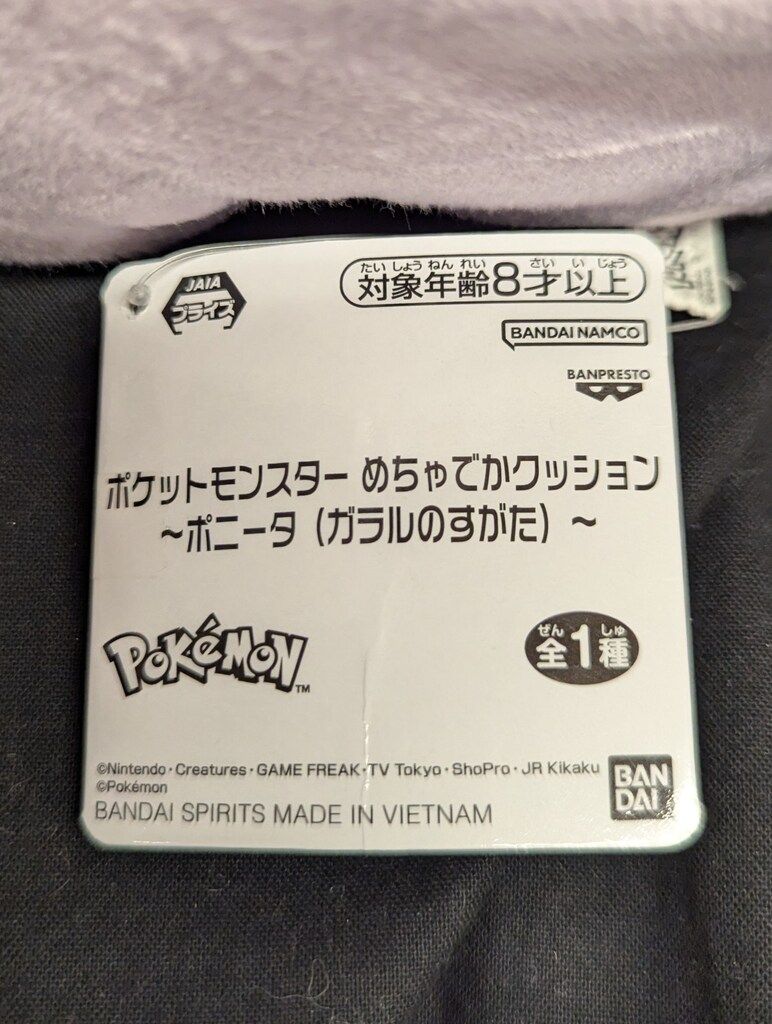 JAIA
プライズ
たいしょうねんれい さいいじょう
対象年齢8才以上
BANDAI NAMCO
BANPRESTO
ポケットモンスター めちゃでかクッション
～ポニータ（ガラルのすがた）～
POKéMON™
ぜん しゅ
全1種
©Nintendo・Creatures・GAME FREAK・TV Tokyo・ShoPro・JR Kikaku
©Pokémon
BANDAI SPIRITS MADE IN VIETNAM
BAN
DAI